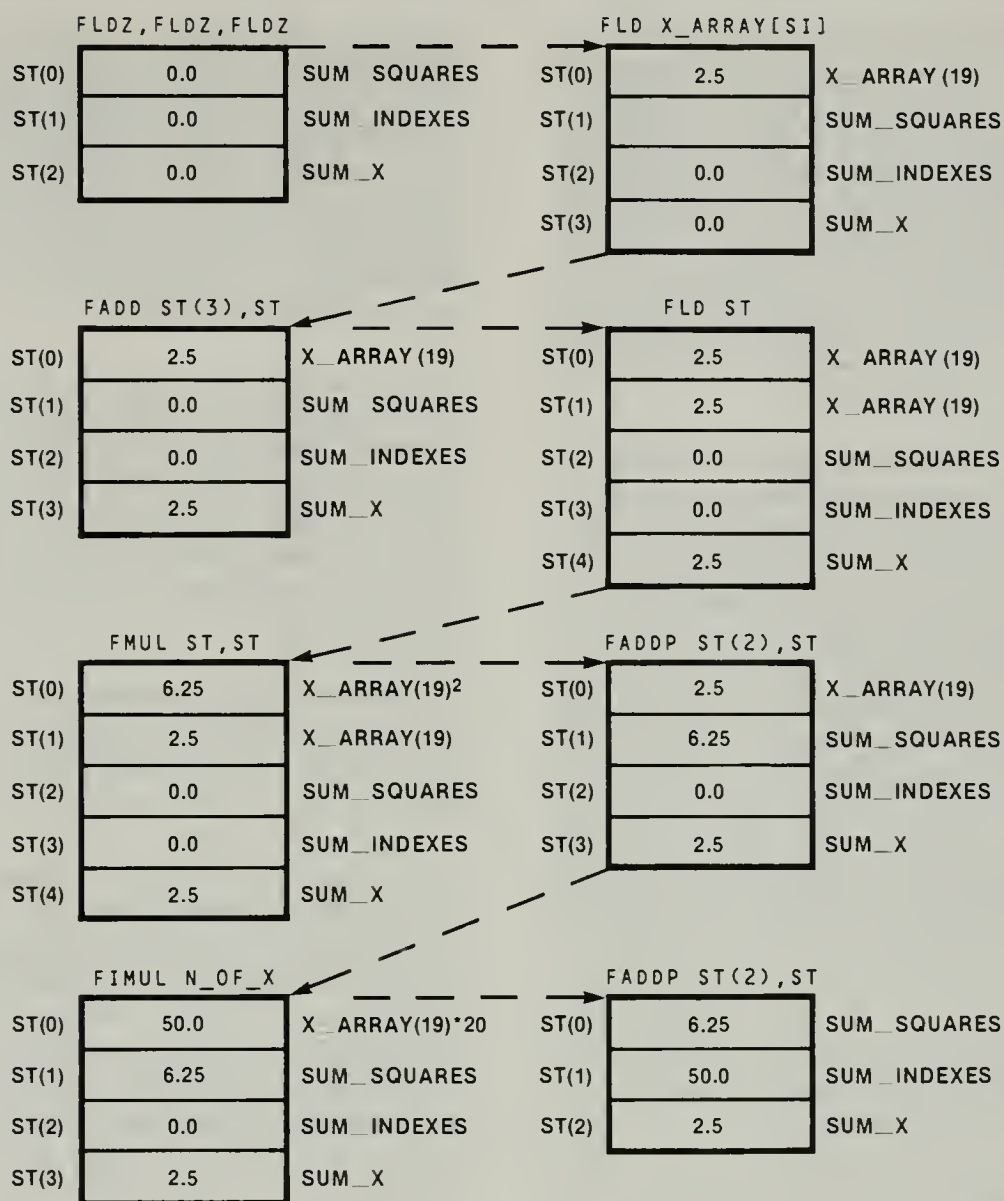 FLDZ,FLDZ,FLDZ
ST(0) 0.0 SUM SQUARES
ST(1) 0.0 SUM_INDEXES
ST(2) 0.0 SUM_X
FLD X_ARRAY[SI]
ST(0) 2.5 X_ARRAY(19)
ST(1) SUM_SQUARES
ST(2) 0.0 SUM_INDEXES
ST(3) 0.0 SUM_X
FADD ST(3),ST
ST(0) 2.5 X_ARRAY(19)
ST(1) 0.0 SUM SQUARES
ST(2) 0.0 SUM_INDEXES
ST(3) 2.5 SUM_X
FLD ST
ST(0) 2.5 X_ARRAY(19)
ST(1) 2.5 X_ARRAY(19)
ST(2) 0.0 SUM_SQUARES
ST(3) 0.0 SUM_INDEXES
ST(4) 2.5 SUM_X
FMUL ST,ST
ST(0) 6.25 X_ARRAY(19)²
ST(1) 2.5 X_ARRAY(19)
ST(2) 0.0 SUM_SQUARES
ST(3) 0.0 SUM_INDEXES
ST(4) 2.5 SUM_X
FADDP ST(2),ST
ST(0) 2.5 X_ARRAY(19)
ST(1) 6.25 SUM_SQUARES
ST(2) 0.0 SUM_INDEXES
ST(3) 2.5 SUM_X
FIMUL N_OF_X
ST(0) 50.0 X_ARRAY(19)*20
ST(1) 6.25 SUM_SQUARES
ST(2) 0.0 SUM_INDEXES
ST(3) 2.5 SUM_X
FADDP ST(2),ST
ST(0) 6.25 SUM_SQUARES
ST(1) 50.0 SUM_INDEXES
ST(2) 2.5 SUM_X